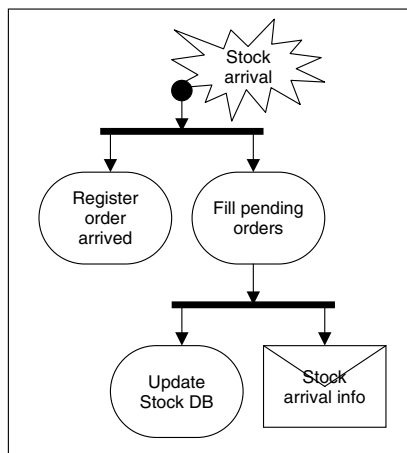 Stock
arrival
Register
order
arrived
Fill pending
orders
Update
Stock DB
Stock
arrival info